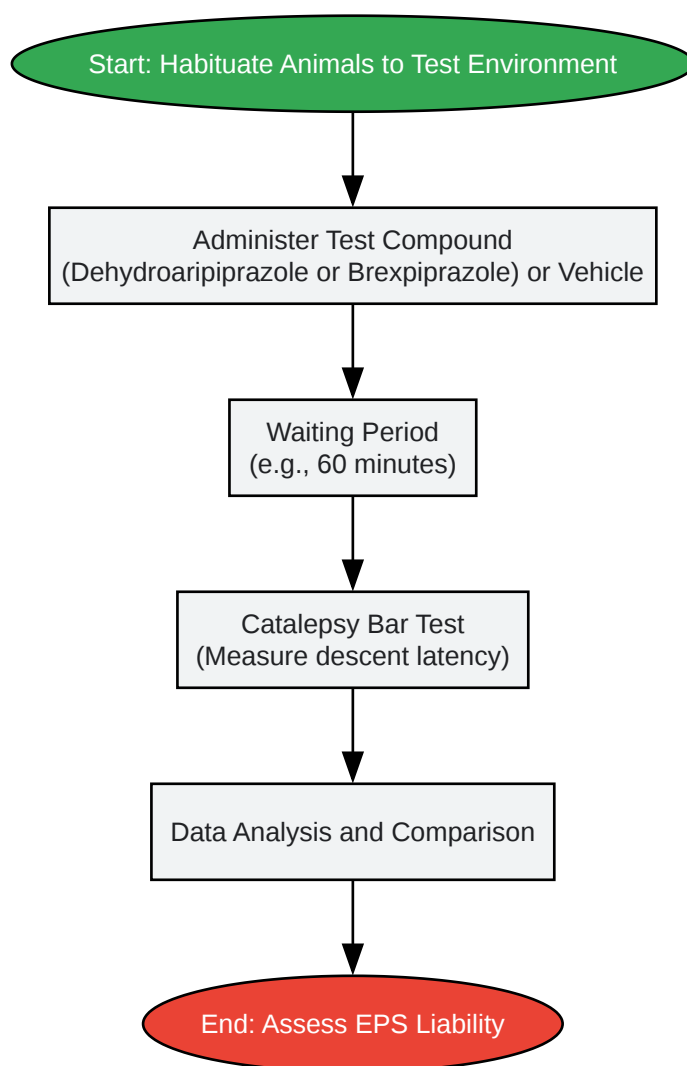 Start: Habituate Animals to Test Environment
Administer Test Compound
(Dehydroaripiprazole or Brexpiprazole) or Vehicle
Waiting Period
(e.g., 60 minutes)
Catalepsy Bar Test
(Measure descent latency)
Data Analysis and Comparison
End: Assess EPS Liability